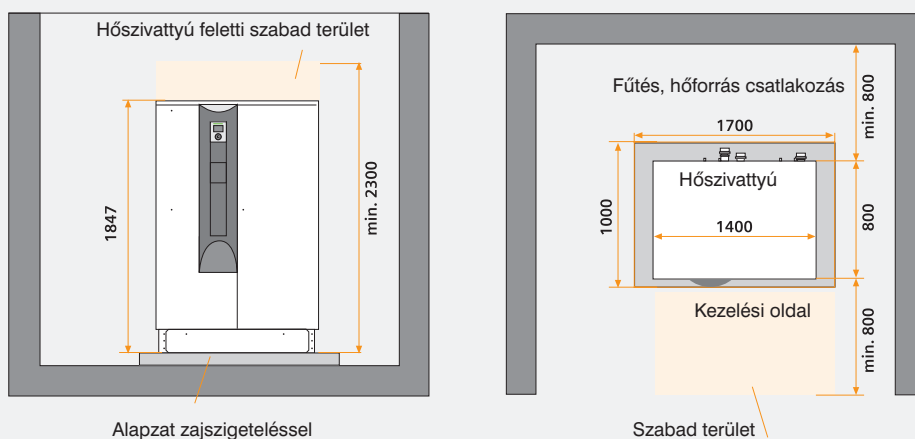 Hőszivattyú feletti szabad terület
1847
min. 2300
Alapzat zajszigeteléssel
Fűtés, hőforrás csatlakozás
min. 800
1700
Hőszivattyú
1000
1400
800
Kezelési oldal
min. 800
Szabad terület